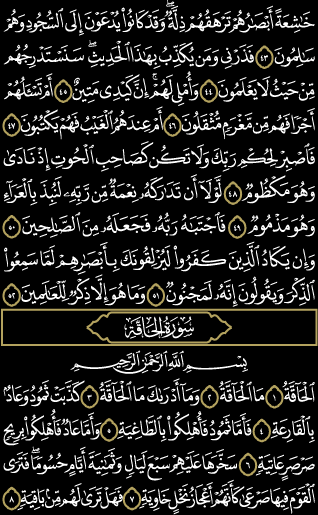 خَٰشِعَةً أَبْصَٰرُهُمْ تَرْهَقُهُمْ ذِلَّةٌ ۖ وَقَدْ كَانُوا۟ يُدْعَوْنَ إِلَى ٱلسُّجُودِ وَهُمْ
سَٰلِمُونَ ٤٣ فَذَرْنِى وَمَن يُكَذِّبُ بِهَٰذَا ٱلْحَدِيثِ ۖ سَنَسْتَدْرِجُهُم
مِّنْ حَيْثُ لَا يَعْلَمُونَ ٤٤ وَأُمْلِى لَهُمْ ۚ إِنَّ كَيْدِى مَتِينٌ ٤٥ أَمْ تَسْـَٔلُهُمْ
أَجْرًا فَهُم مِّن مَّغْرَمٍ مُّثْقَلُونَ ٤٦ أَمْ عِندَهُمُ ٱلْغَيْبُ فَهُمْ يَكْتُبُونَ ٤٧
فَٱصْبِرْ لِحُكْمِ رَبِّكَ وَلَا تَكُن كَصَاحِبِ ٱلْحُوتِ إِذْ نَادَىٰ
وَهُوَ مَكْظُومٌ ٤٨ لَّوْلَآ أَن تَدَٰرَكَهُۥ نِعْمَةٌ مِّن رَّبِّهِۦ لَنُبِذَ بِٱلْعَرَآءِ
وَهُوَ مَذْمُومٌ ٤٩ فَٱجْتَبَٰهُ رَبُّهُۥ فَجَعَلَهُۥ مِنَ ٱلصَّٰلِحِينَ ٥٠
وَإِن يَكَادُ ٱلَّذِينَ كَفَرُوا۟ لَيُزْلِقُونَكَ بِأَبْصَٰرِهِمْ لَمَّا سَمِعُوا۟
ٱلذِّكْرَ وَيَقُولُونَ إِنَّهُۥ لَمَجْنُونٌ ٥١ وَمَا هُوَ إِلَّا ذِكْرٌ لِّلْعَٰلَمِينَ ٥٢
سُورَةُ الحَاقَّةِ
بِسْمِ ٱللَّهِ ٱلرَّحْمَٰنِ ٱلرَّحِيمِ
ٱلْحَآقَّةُ ١ مَا ٱلْحَآقَّةُ ٢ وَمَآ أَدْرَىٰكَ مَا ٱلْحَآقَّةُ ٣ كَذَّبَتْ ثَمُودُ وَعَادٌۢ
بِٱلْقَارِعَةِ ٤ فَأَمَّا ثَمُودُ فَأُهْلِكُوا۟ بِٱلطَّاغِيَةِ ٥ وَأَمَّا عَادٌ فَأُهْلِكُوا۟ بِرِيحٍ
صَرْصَرٍ عَاتِيَةٍ ٦ سَخَّرَهَا عَلَيْهِمْ سَبْعَ لَيَالٍ وَثَمَٰنِيَةَ أَيَّامٍ حُسُومًا ۖ فَتَرَى
ٱلْقَوْمَ فِيهَا صَرْعَىٰ كَأَنَّهُمْ أَعْجَازُ نَخْلٍ خَاوِيَةٍ ٧ فَهَلْ تَرَىٰ لَهُم مِّنۢ بَاقِيَةٍ ٨